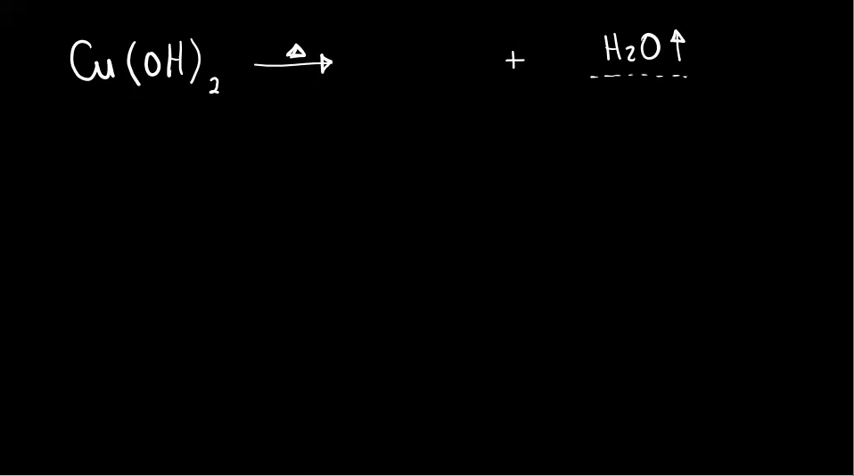 Cu(OH)₂ →^Δ + H₂O↑